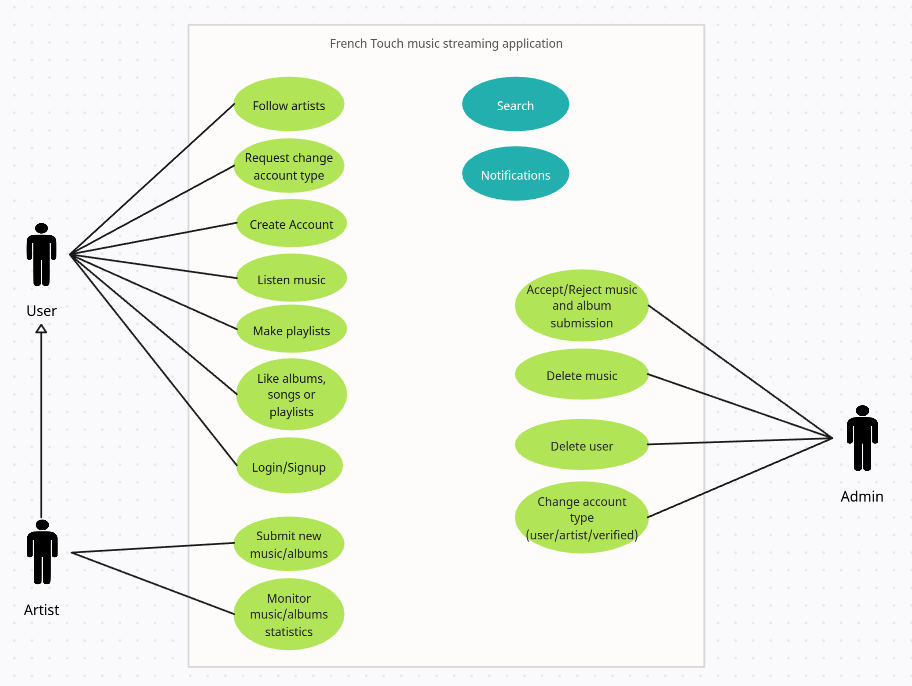 French Touch music streaming application
Follow artists
Search
Request change
account type
Notifications
Create Account
Listen music
Make playlists
Like albums,
songs or
playlists
Login/Signup
Submit new
music/albums
Monitor
music/albums
statistics
Accept/Reject music
and album
submission
Delete music
Delete user
Change account
type
(user/artist/verified)
User
Artist
Admin